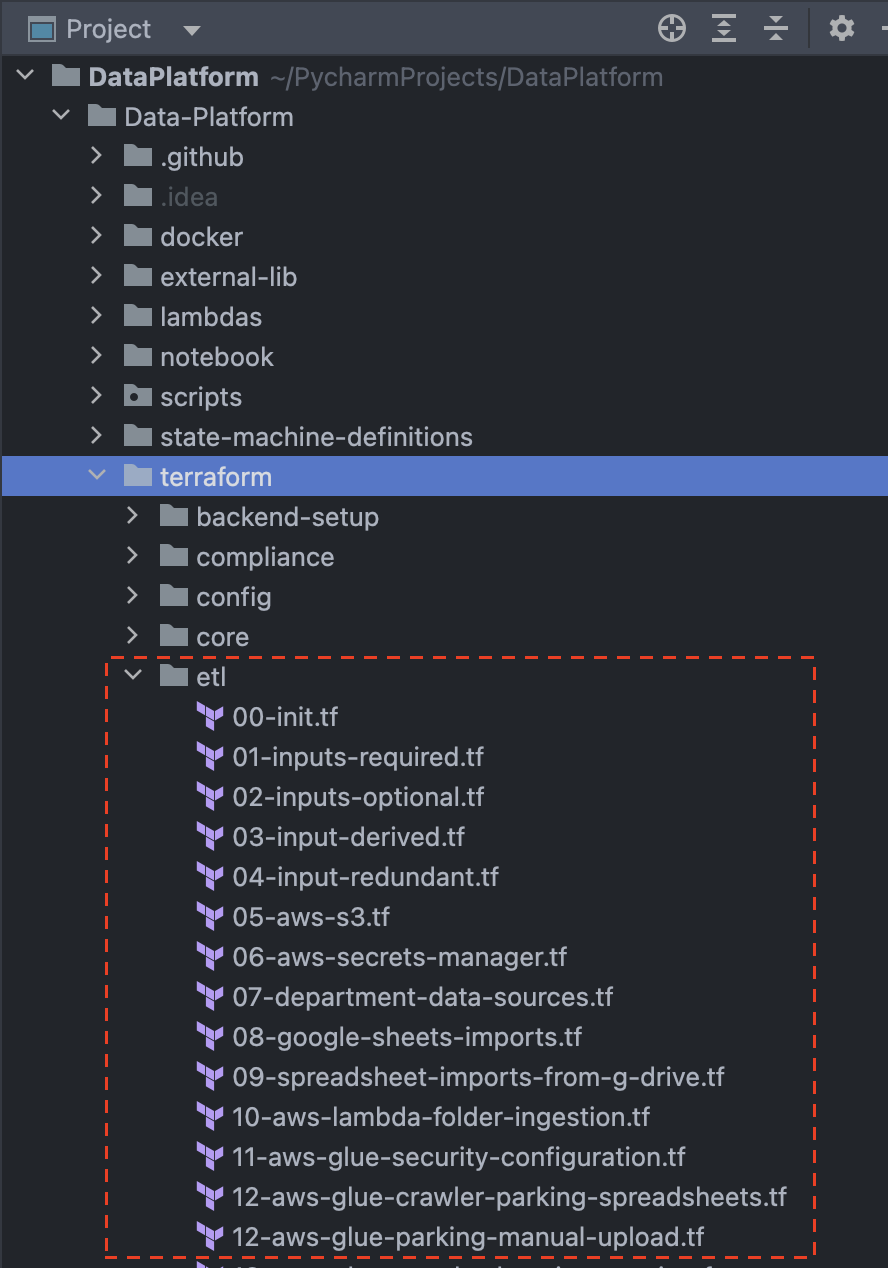 Project
DataPlatform ~/PycharmProjects/DataPlatform
Data-Platform
.github
.idea
docker
external-lib
lambdas
notebook
scripts
state-machine-definitions
terraform
backend-setup
compliance
config
core
etl
00-init.tf
01-inputs-required.tf
02-inputs-optional.tf
03-input-derived.tf
04-input-redundant.tf
05-aws-s3.tf
06-aws-secrets-manager.tf
07-department-data-sources.tf
08-google-sheets-imports.tf
09-spreadsheet-imports-from-g-drive.tf
10-aws-lambda-folder-ingestion.tf
11-aws-glue-security-configuration.tf
12-aws-glue-crawler-parking-spreadsheets.tf
12-aws-glue-parking-manual-upload.tf